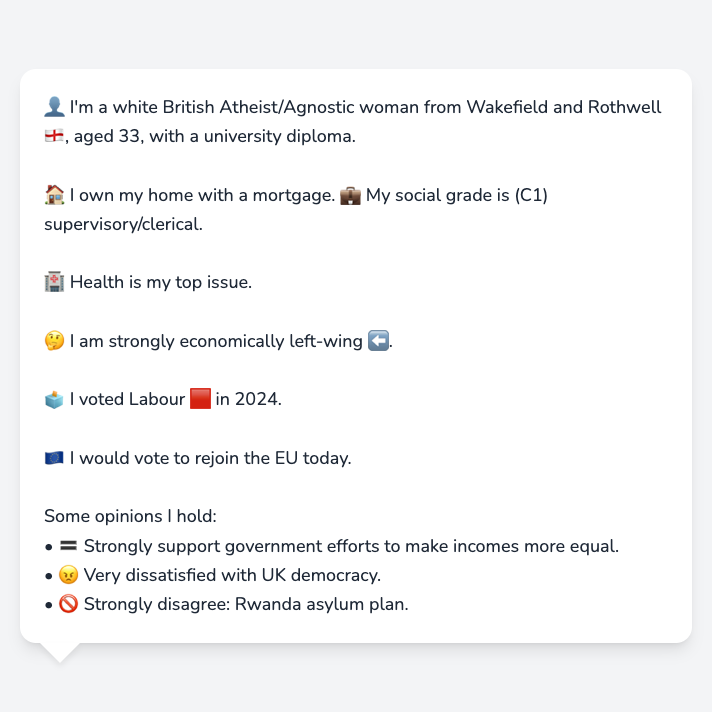 👤 I'm a white British Atheist/Agnostic woman from Wakefield and Rothwell
🏴󠁧󠁢󠁥󠁮󠁧󠁿, aged 33, with a university diploma.
🏠 I own my home with a mortgage. 💼 My social grade is (C1)
supervisory/clerical.
🏥 Health is my top issue.
🤔 I am strongly economically left-wing ⬅️.
🗳️ I voted Labour 🟥 in 2024.
🇪🇺 I would vote to rejoin the EU today.
Some opinions I hold:
• 🟰 Strongly support government efforts to make incomes more equal.
• 😠 Very dissatisfied with UK democracy.
• 🚫 Strongly disagree: Rwanda asylum plan.